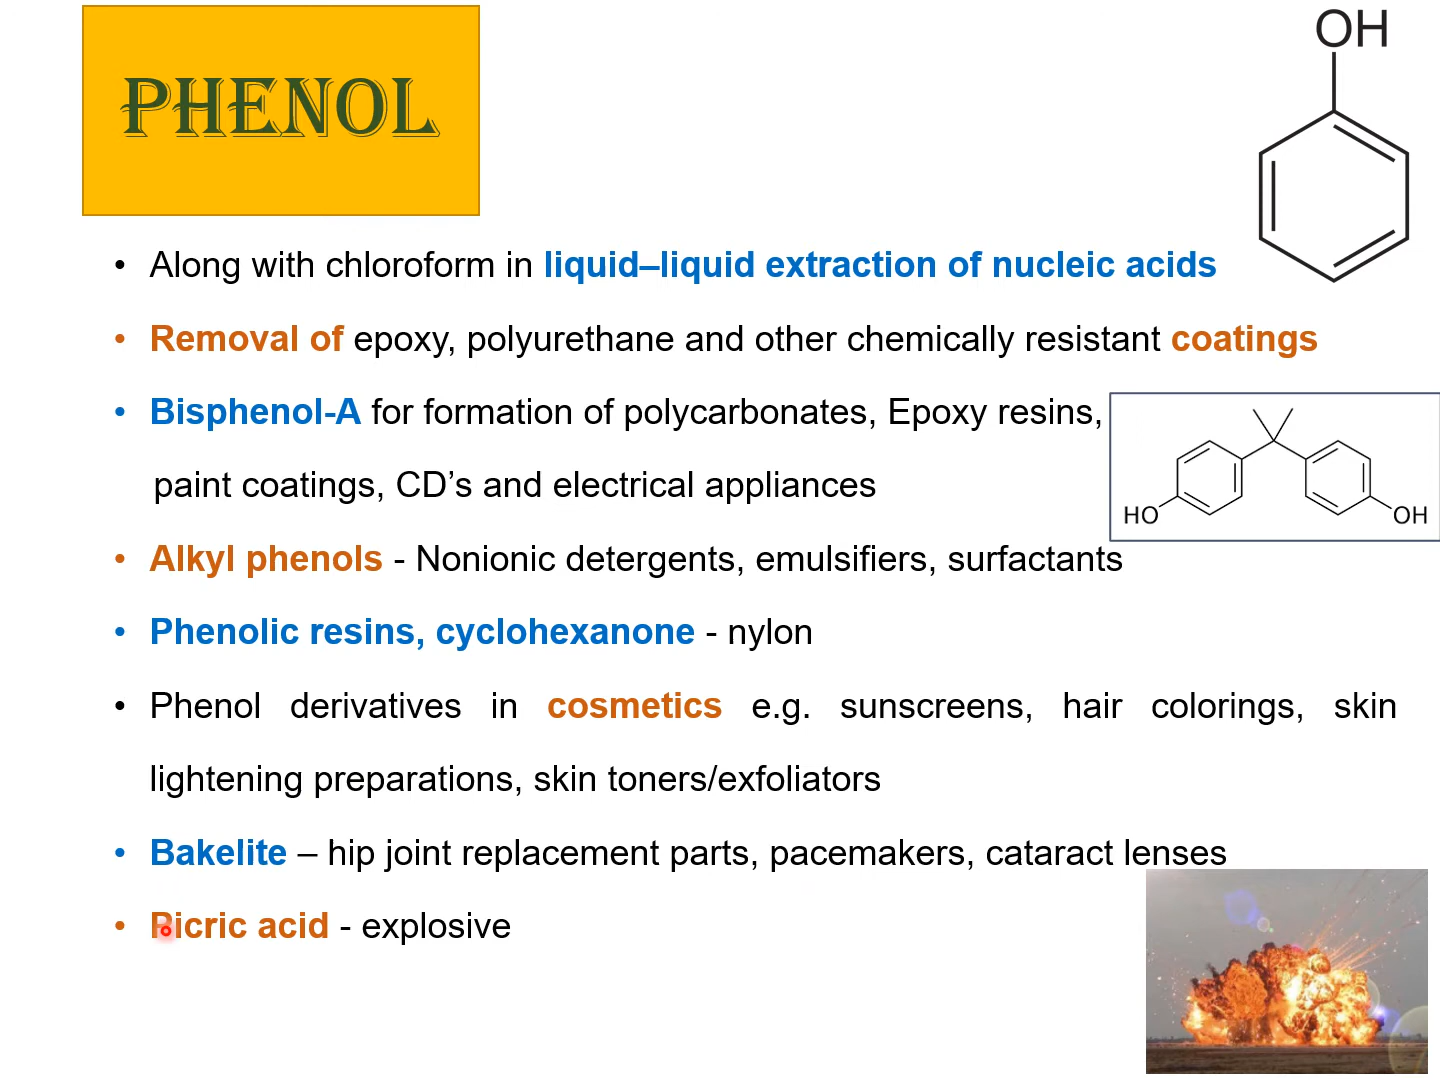 PHENOL
OH
• Along with chloroform in liquid–liquid extraction of nucleic acids
• Removal of epoxy, polyurethane and other chemically resistant coatings
• Bisphenol-A for formation of polycarbonates, Epoxy resins,
paint coatings, CD’s and electrical appliances
HO
OH
• Alkyl phenols - Nonionic detergents, emulsifiers, surfactants
• Phenolic resins, cyclohexanone - nylon
• Phenol derivatives in cosmetics e.g. sunscreens, hair colorings, skin
lightening preparations, skin toners/exfoliators
• Bakelite – hip joint replacement parts, pacemakers, cataract lenses
• Picric acid - explosive